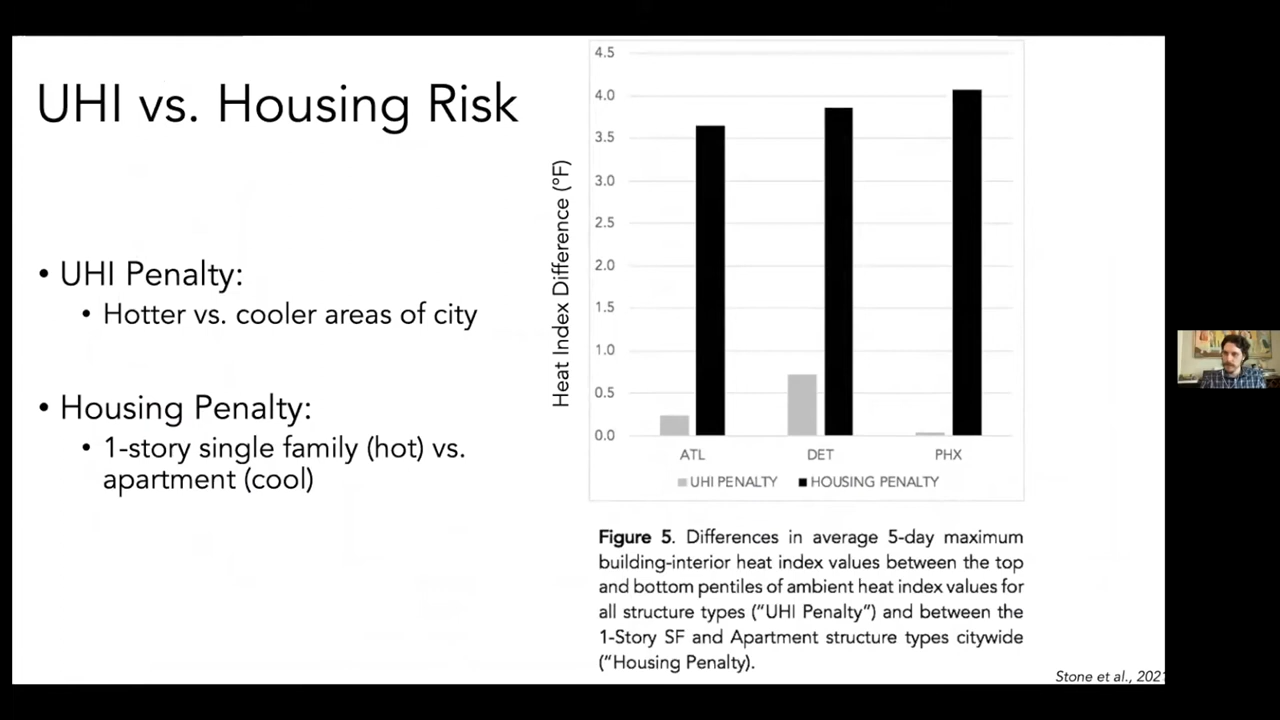 UHI vs. Housing Risk
• UHI Penalty:
• Hotter vs. cooler areas of city
• Housing Penalty:
• 1-story single family (hot) vs.
apartment (cool)
Heat Index Difference (°F)
4.5
4.0
3.5
3.0
2.5
2.0
1.5
1.0
0.5
0.0
ATL DET PHX
UHI PENALTY HOUSING PENALTY
Figure 5. Differences in average 5-day maximum
building-interior heat index values between the top
and bottom pentiles of ambient heat index values for
all structure types (“UHI Penalty”) and between the
1-Story SF and Apartment structure types citywide
(“Housing Penalty).
Stone et al., 2021